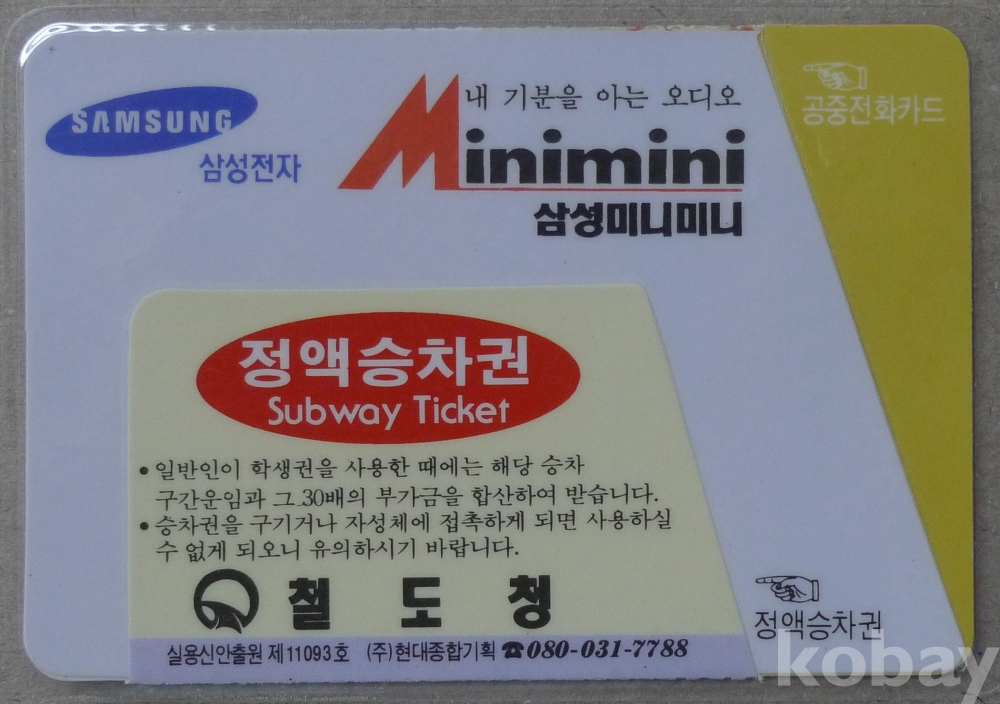 SAMSUNG
삼성전자
내 기분을 아는 오디오
Minimini
삼성미니미니
공중전화카드
정액승차권
Subway Ticket
• 일반인이 학생권을 사용한 때에는 해당 승차
구간운임과 그 30배의 부가금을 합산하여 받습니다.
• 승차권을 구기거나 자성체에 접촉하게 되면 사용하실
수 없게 되오니 유의하시기 바랍니다.
철도청
실용신안출원 제11093호 (주)현대종합기획 ☎080-031-7788
정액승차권
kobay